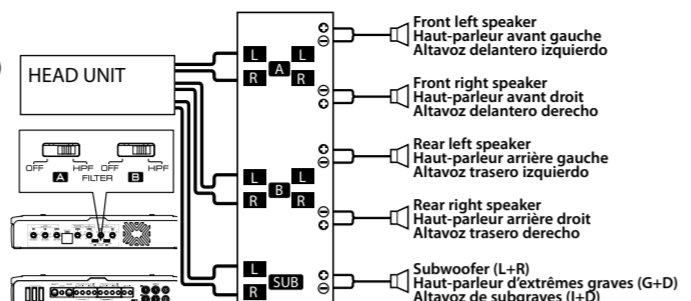 Front left speaker
Haut-parleur avant gauche
Altavoz delantero izquierdo
HEAD UNIT
L L
A
R R
Front right speaker
Haut-parleur avant droit
Altavoz delantero derecho
OFF HPF OFF HPF
A FILTER B
Rear left speaker
Haut-parleur arrière gauche
Altavoz trasero izquierdo
L L
B
R R
Rear right speaker
Haut-parleur arrière droit
Altavoz trasero derecho
L
SUB
R
Subwoofer (L+R)
Haut-parleur d’extrêmes graves (G+D)
Altavoz de subgraves (I+D)